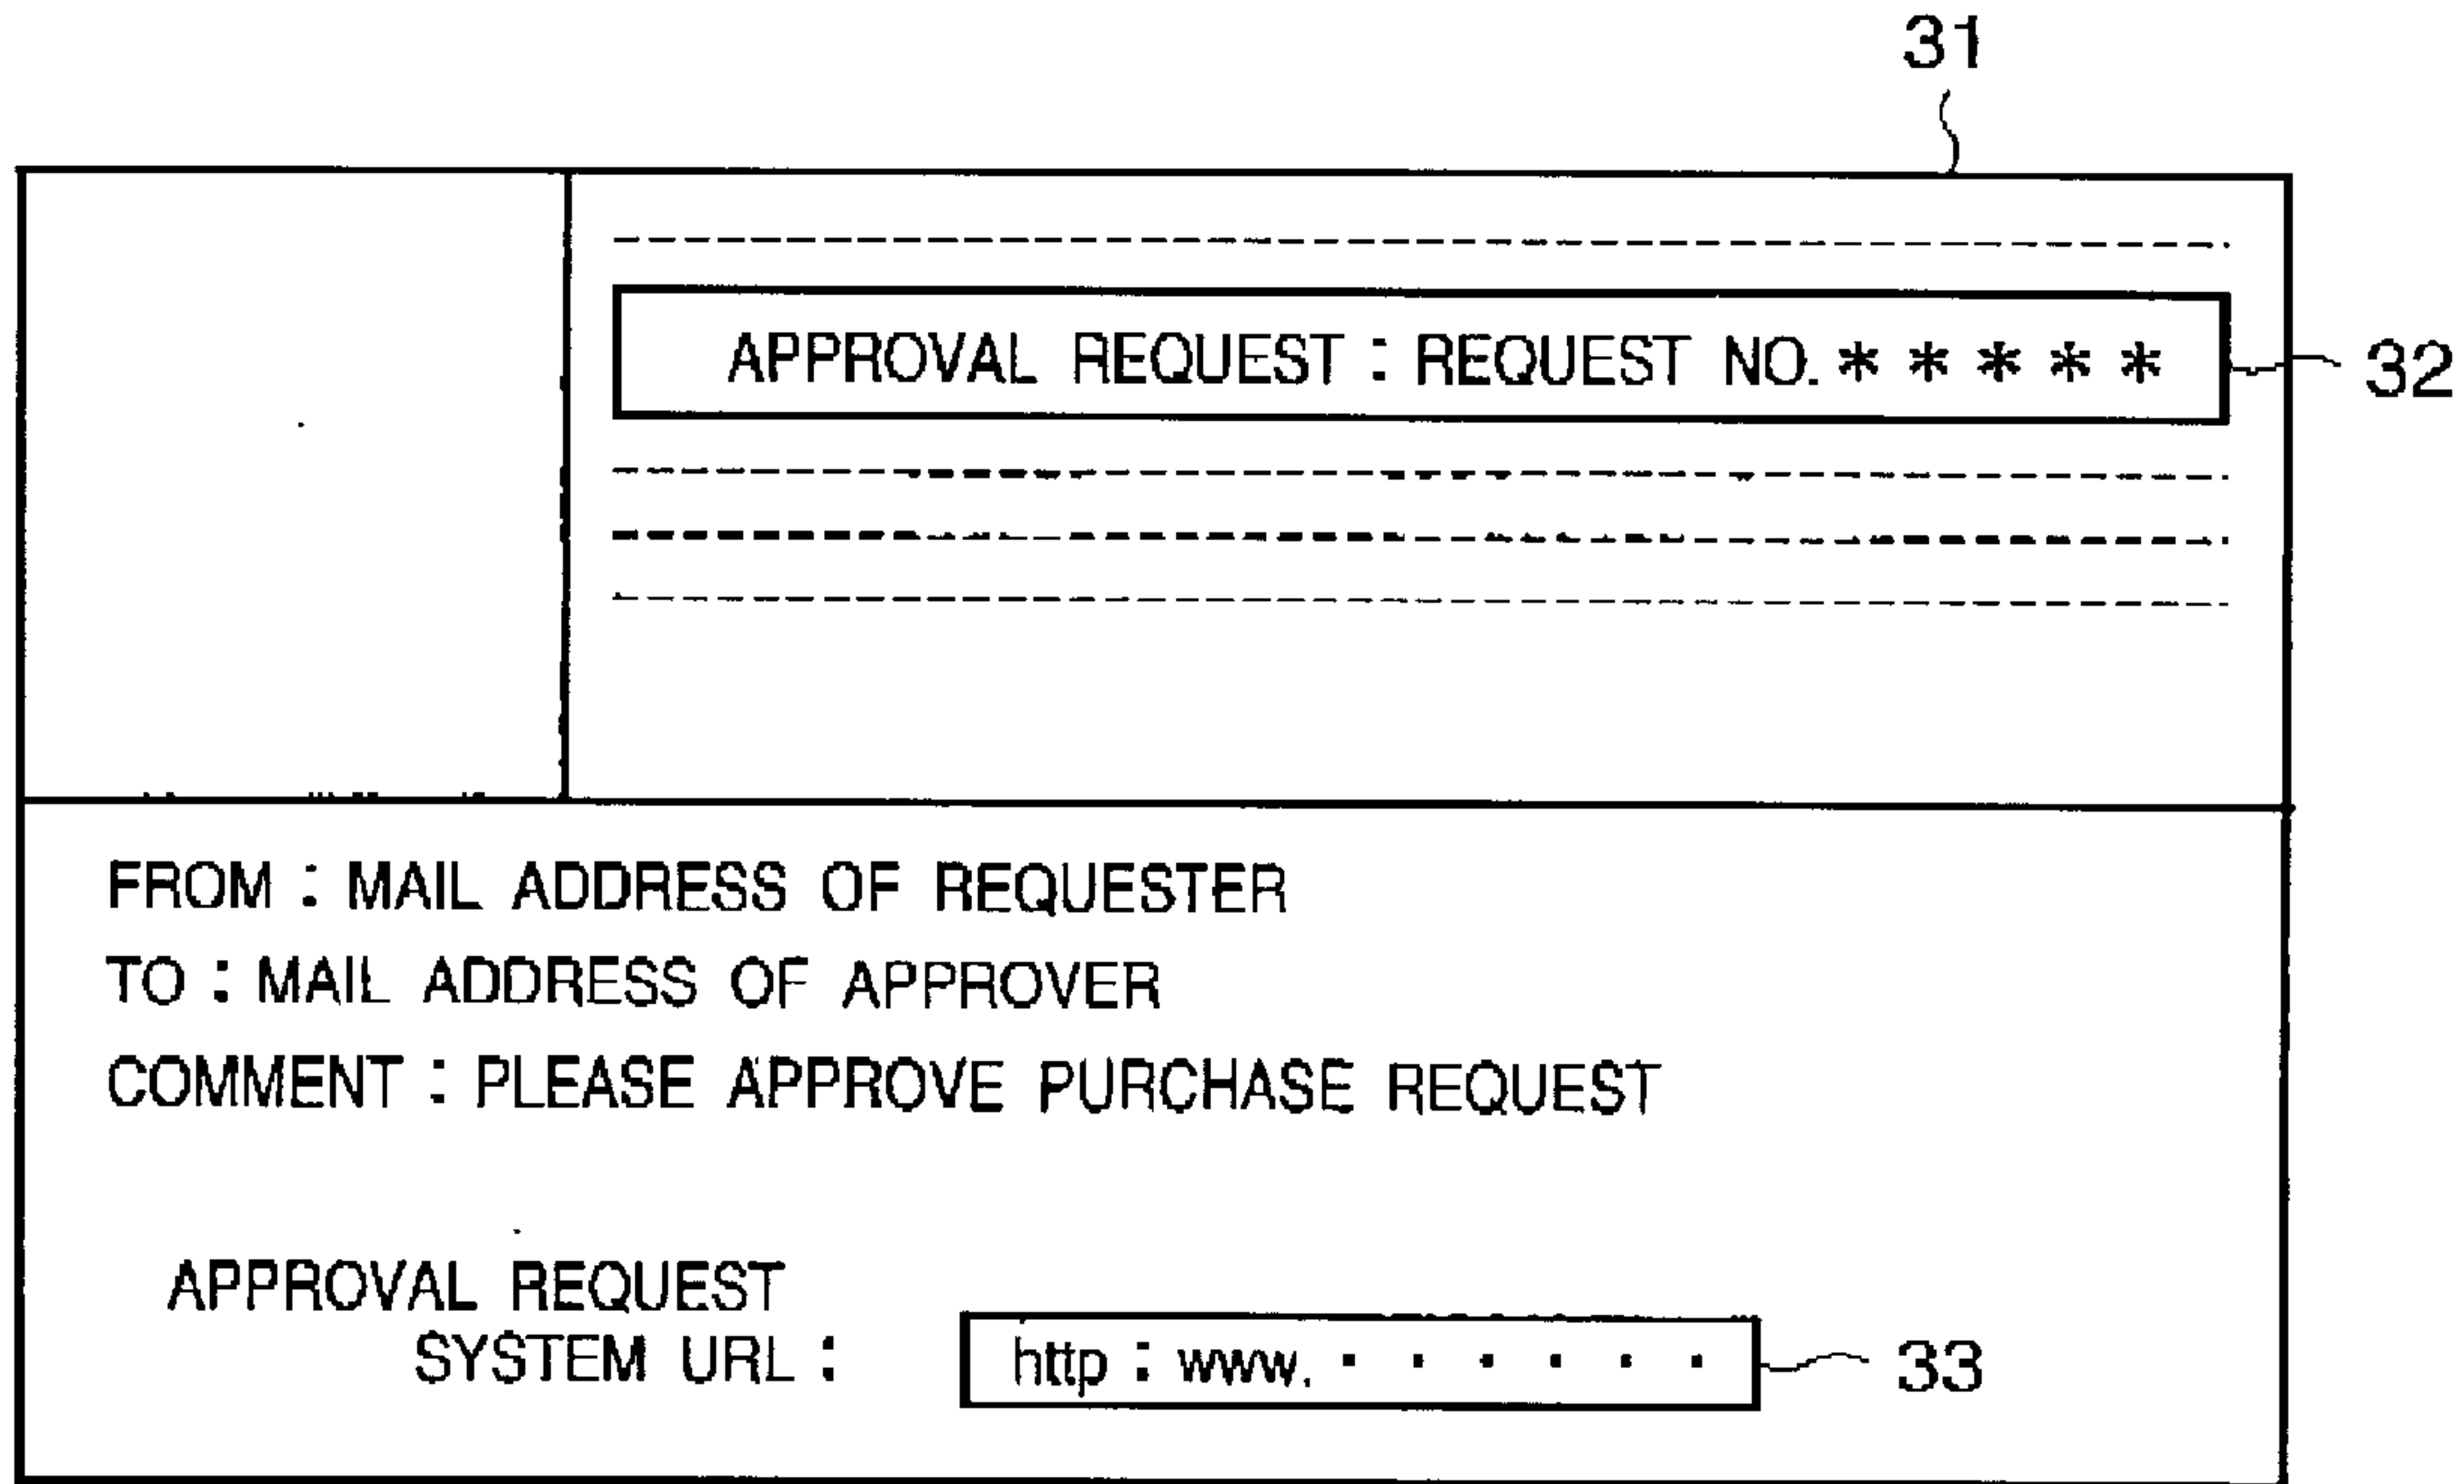 31
APPROVAL REQUEST : REQUEST NO. * * * * *
32
FROM : MAIL ADDRESS OF REQUESTER
TO : MAIL ADDRESS OF APPROVER
COMMENT : PLEASE APPROVE PURCHASE REQUEST
APPROVAL REQUEST
SYSTEM URL :
http : www. · · · · · ·
33